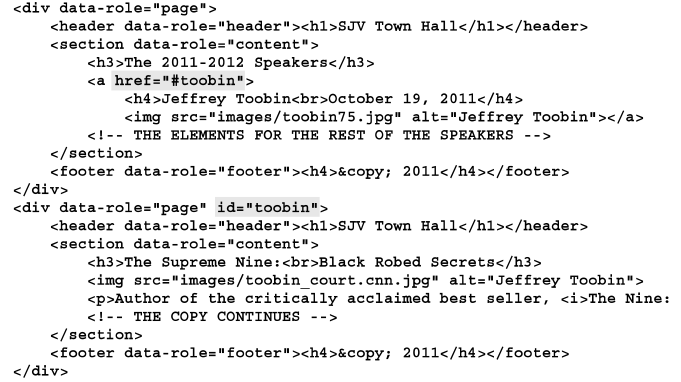 <div data-role="page">
    <header data-role="header"><h1>SJV Town Hall</h1></header>
    <section data-role="content">
        <h3>The 2011-2012 Speakers</h3>
        <a href="#toobin">
            <h4>Jeffrey Toobin<br>October 19, 2011</h4>
            <img src="images/toobin75.jpg" alt="Jeffrey Toobin"></a>
        <!-- THE ELEMENTS FOR THE REST OF THE SPEAKERS -->
    </section>
    <footer data-role="footer"><h4>&copy; 2011</h4></footer>
</div>
<div data-role="page" id="toobin">
    <header data-role="header"><h1>SJV Town Hall</h1></header>
    <section data-role="content">
        <h3>The Supreme Nine:<br>Black Robed Secrets</h3>
        <img src="images/toobin_court.cnn.jpg" alt="Jeffrey Toobin">
        <p>Author of the critically acclaimed best seller, <i>The Nine:
        <!-- THE COPY CONTINUES -->
    </section>
    <footer data-role="footer"><h4>&copy; 2011</h4></footer>
</div>